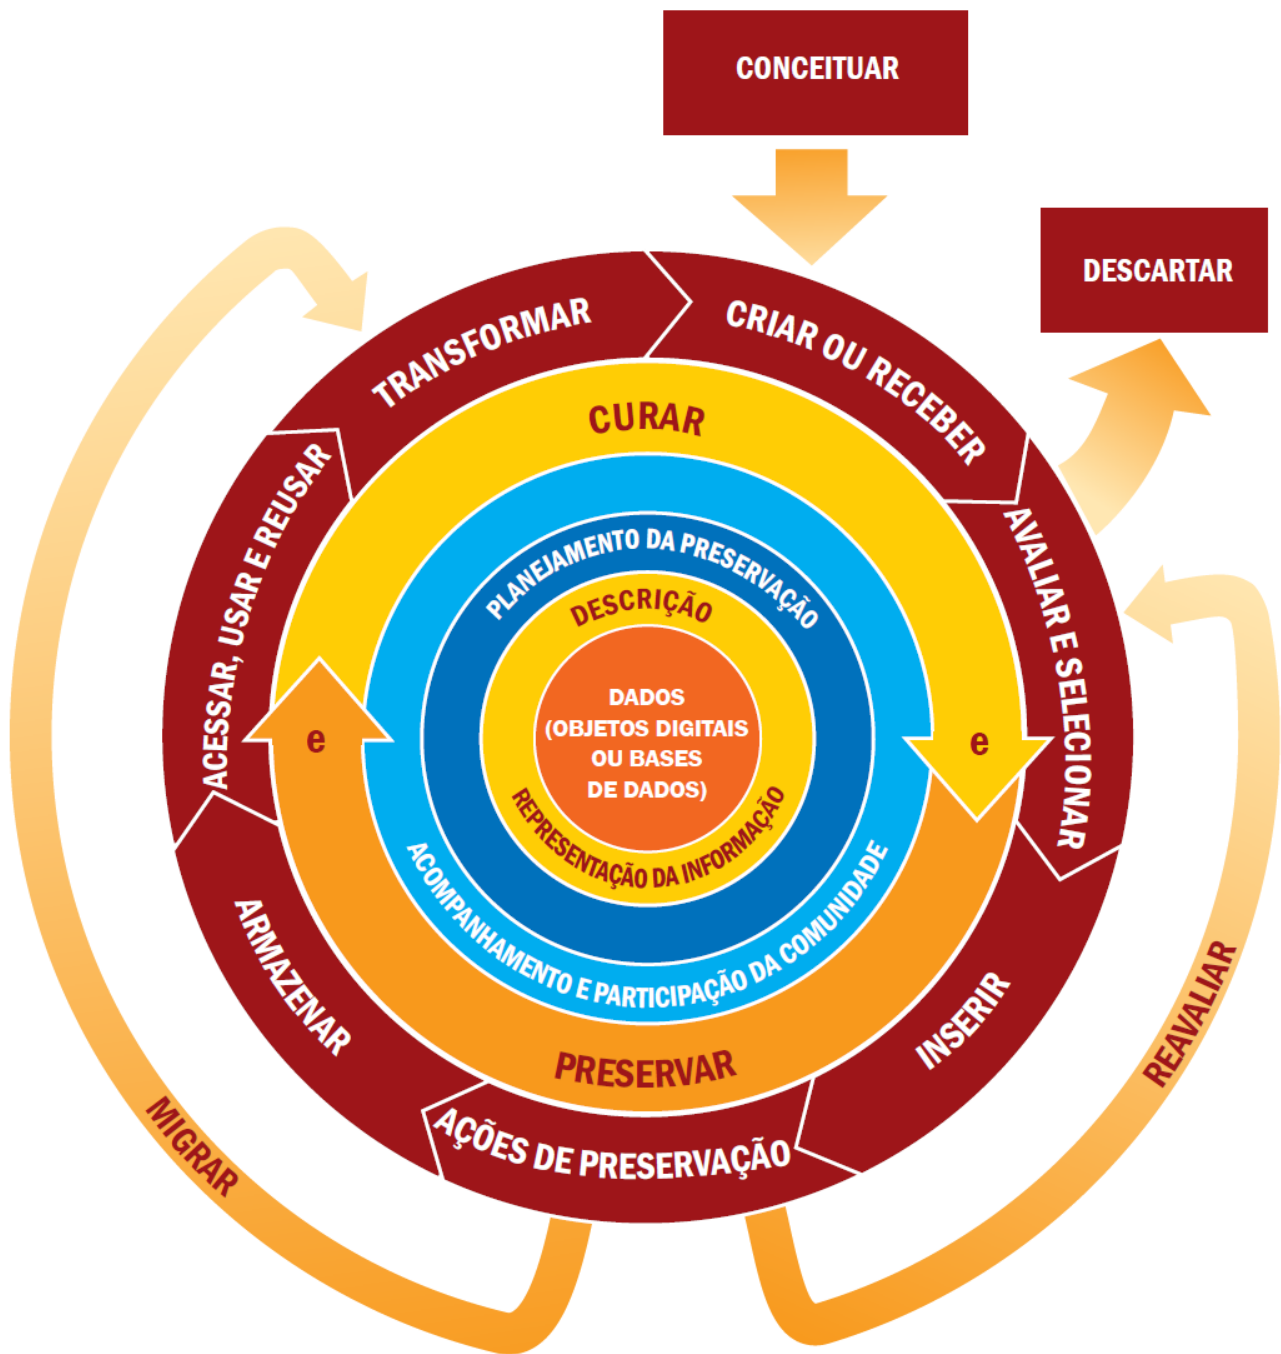 CONCEITUAR
DESCARTAR
TRANSFORMAR
CRIAR OU RECEBER
AVALIAR E SELECIONAR
INSERIR
AÇÕES DE PRESERVAÇÃO
ARMAZENAR
ACESSAR, USAR E REUSAR
CURAR
e
PRESERVAR
e
ACOMPANHAMENTO E PARTICIPAÇÃO DA COMUNIDADE
PLANEJAMENTO DA PRESERVAÇÃO
DESCRIÇÃO
REPRESENTAÇÃO DA INFORMAÇÃO
DADOS
(OBJETOS DIGITAIS
OU BASES
DE DADOS)
MIGRAR
REAVALIAR